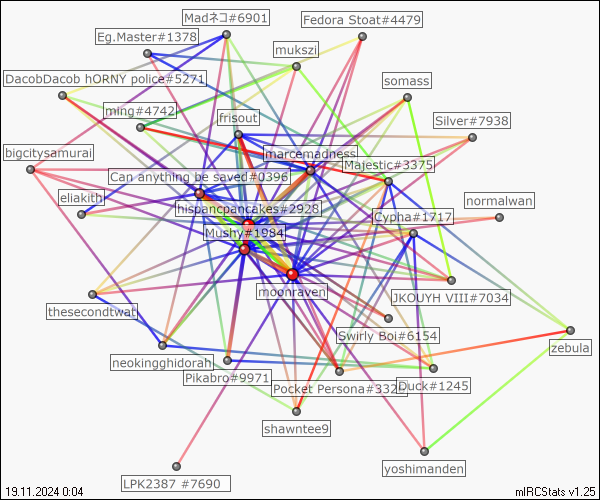 Madネコ#6901
Fedora Stoat#4479
Eg.Master#1378
mukszi
DacobDacob hORNY police#5271
somass
ming#4742
frisout
Silver#7938
bigcitysamurai
marcemadness
Majestic#3375
Can anything be saved#0396
eliakith
hispancpancakes#2928
normalwan
Cypha#1717
Mushy#1984
moonraven
JKOUYH VIII#7034
thesecondtwat
Swirly Boi#6154
zebula
neokingghidorah
Pikabro#9971
Pocket Persona#3326
Duck#1245
shawntee9
yoshimanden
LPK2387 #7690
19.11.2024 0:04
mIRCStats v1.25